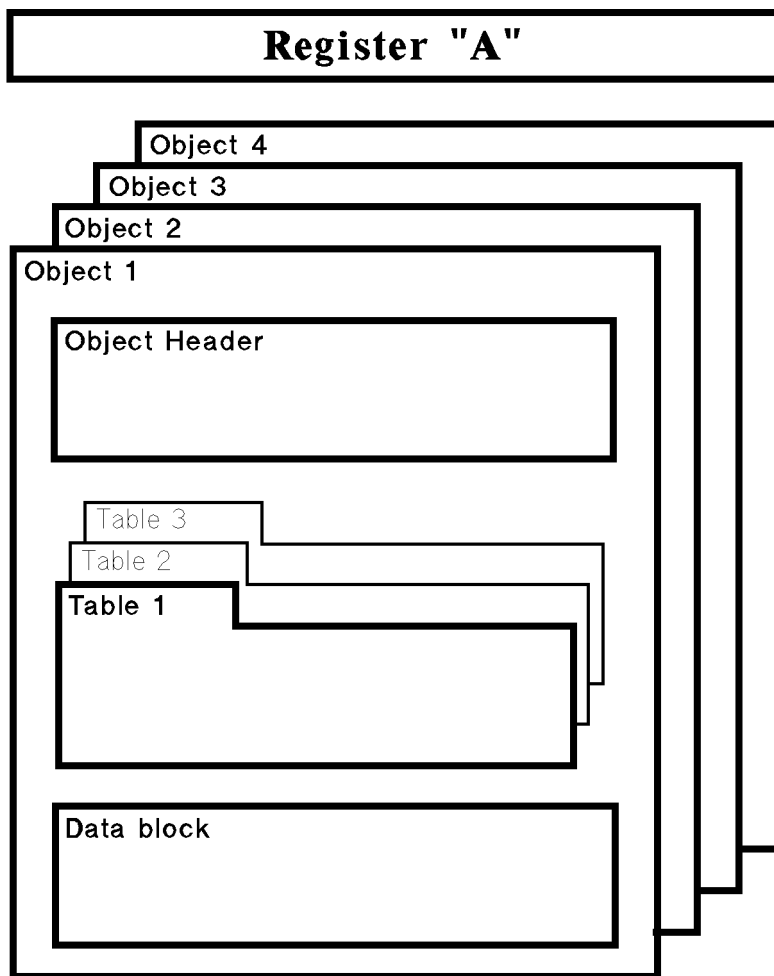 Register "A"
Object 4
Object 3
Object 2
Object 1
Object Header
Table 3
Table 2
Table 1
Data block